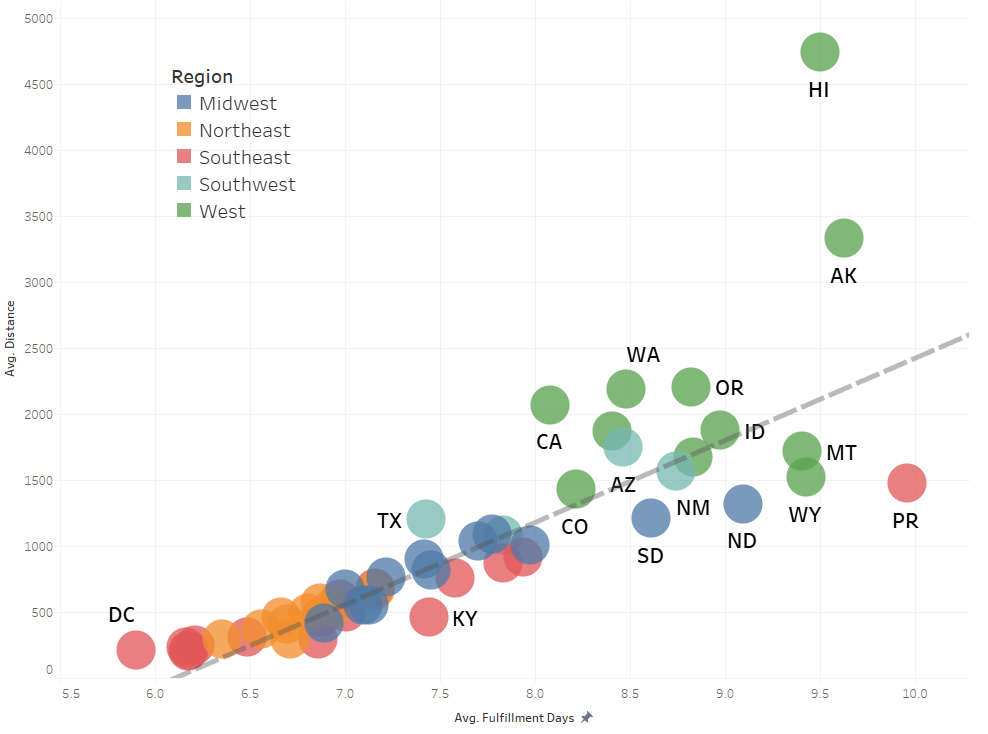 5000
4500
4000
3500
3000
2500
2000
1500
1000
500
0
Avg. Distance
Region
Midwest
Northeast
Southeast
Southwest
West
HI
AK
WA
OR
CA
ID
MT
AZ
CO
NM
WY
PR
TX
SD
ND
DC
KY
5.5 6.0 6.5 7.0 7.5 8.0 8.5 9.0 9.5 10.0
Avg. Fulfillment Days